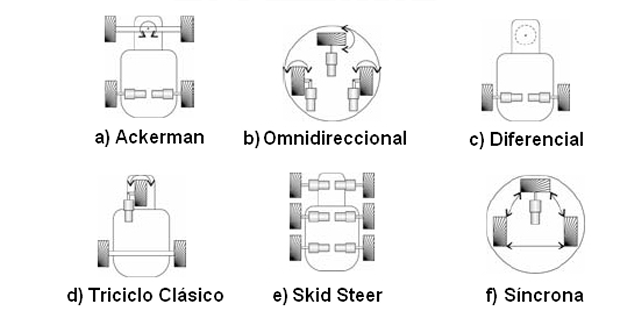 a) Ackerman
b) Omnidireccional
c) Diferencial
d) Triciclo Clásico
e) Skid Steer
f) Síncrona